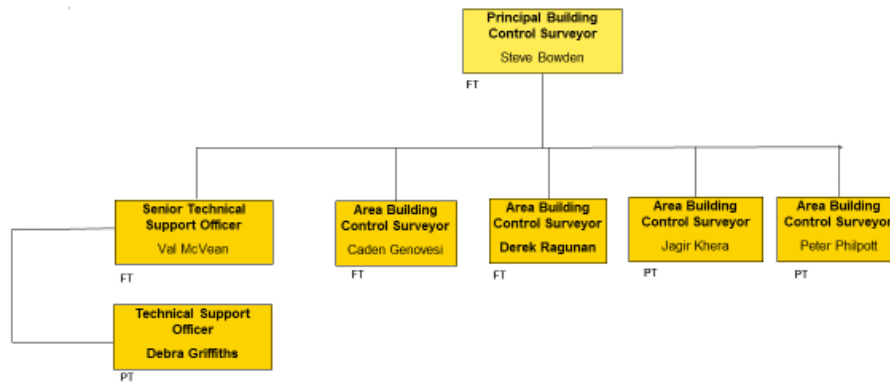 Principal Building
Control Surveyor
Steve Bowden
FT
Senior Technical
Support Officer
Val McVean
FT
Area Building
Control Surveyor
Caden Genovesi
FT
Area Building
Control Surveyor
Derek Ragunan
FT
Area Building
Control Surveyor
Jagir Khera
PT
Area Building
Control Surveyor
Peter Philpott
PT
Technical Support
Officer
Debra Griffiths
PT